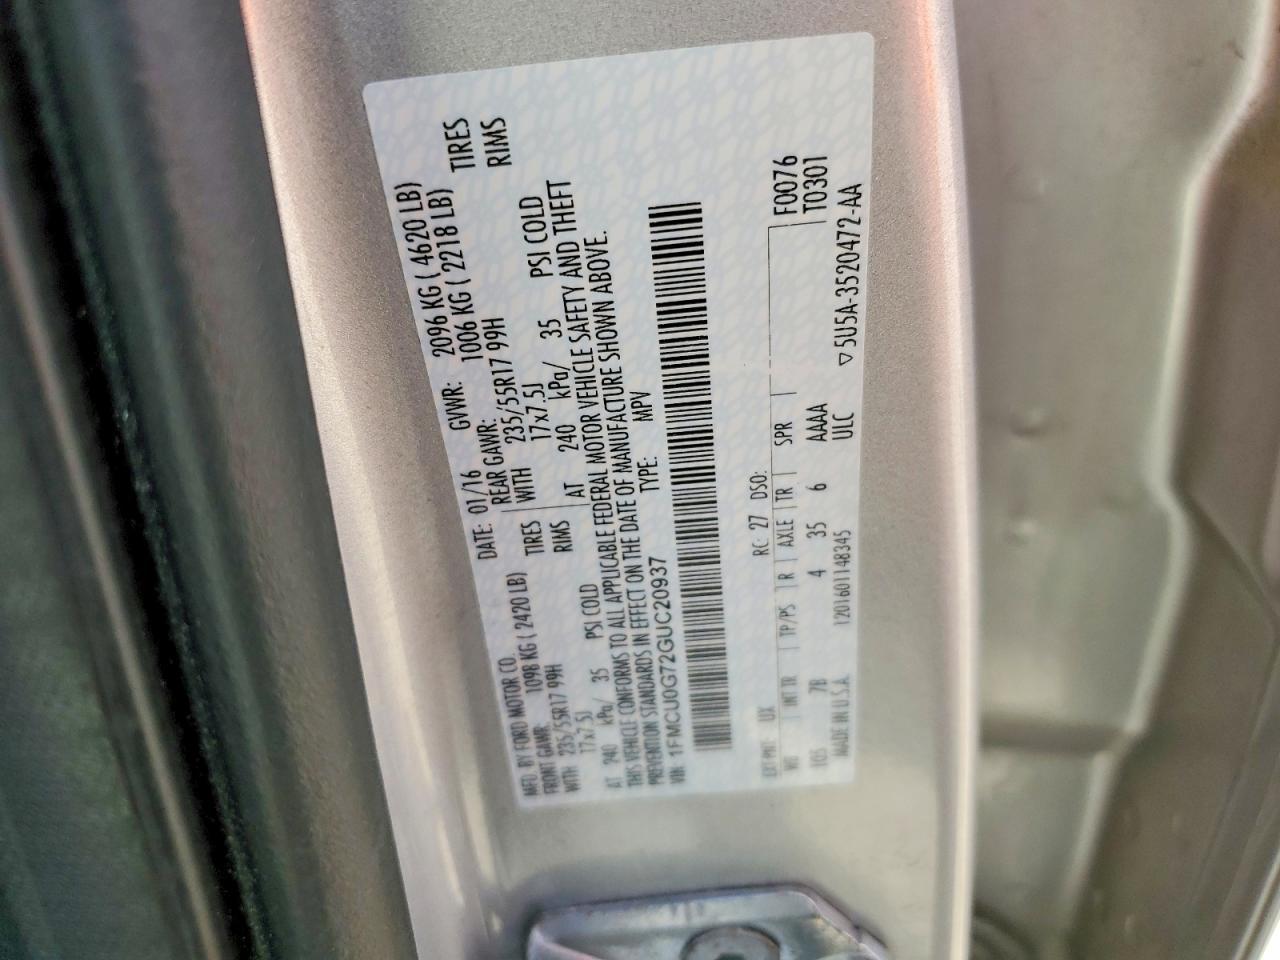 MFD. BY FORD MOTOR CO.
DATE: 01/16 GVWR: 2096 KG ( 4620 LB)
FRONT GAWR: 1098 KG ( 2420 LB) REAR GAWR: 1006 KG ( 2218 LB)
WITH 235/55R17 99H TIRES WITH 235/55R17 99H TIRES
17x7.5J RIMS 17x7.5J RIMS
AT 240 kPa/ 35 PSI COLD AT 240 kPa/ 35 PSI COLD
THIS VEHICLE CONFORMS TO ALL APPLICABLE FEDERAL MOTOR VEHICLE SAFETY AND THEFT
PREVENTION STANDARDS IN EFFECT ON THE DATE OF MANUFACTURE SHOWN ABOVE.
VIN: 1FMCU0G72GUC20937 TYPE: MPV
F0076
T0301
EXT PNT: UX RC: 27 DSO:
WB INT TR TP/PS R AXLE TR SPR
105 7B 4 35 6 AAAA
ULC
MADE IN U.S.A. 1201601148345
▽5U5A-3520472-AA